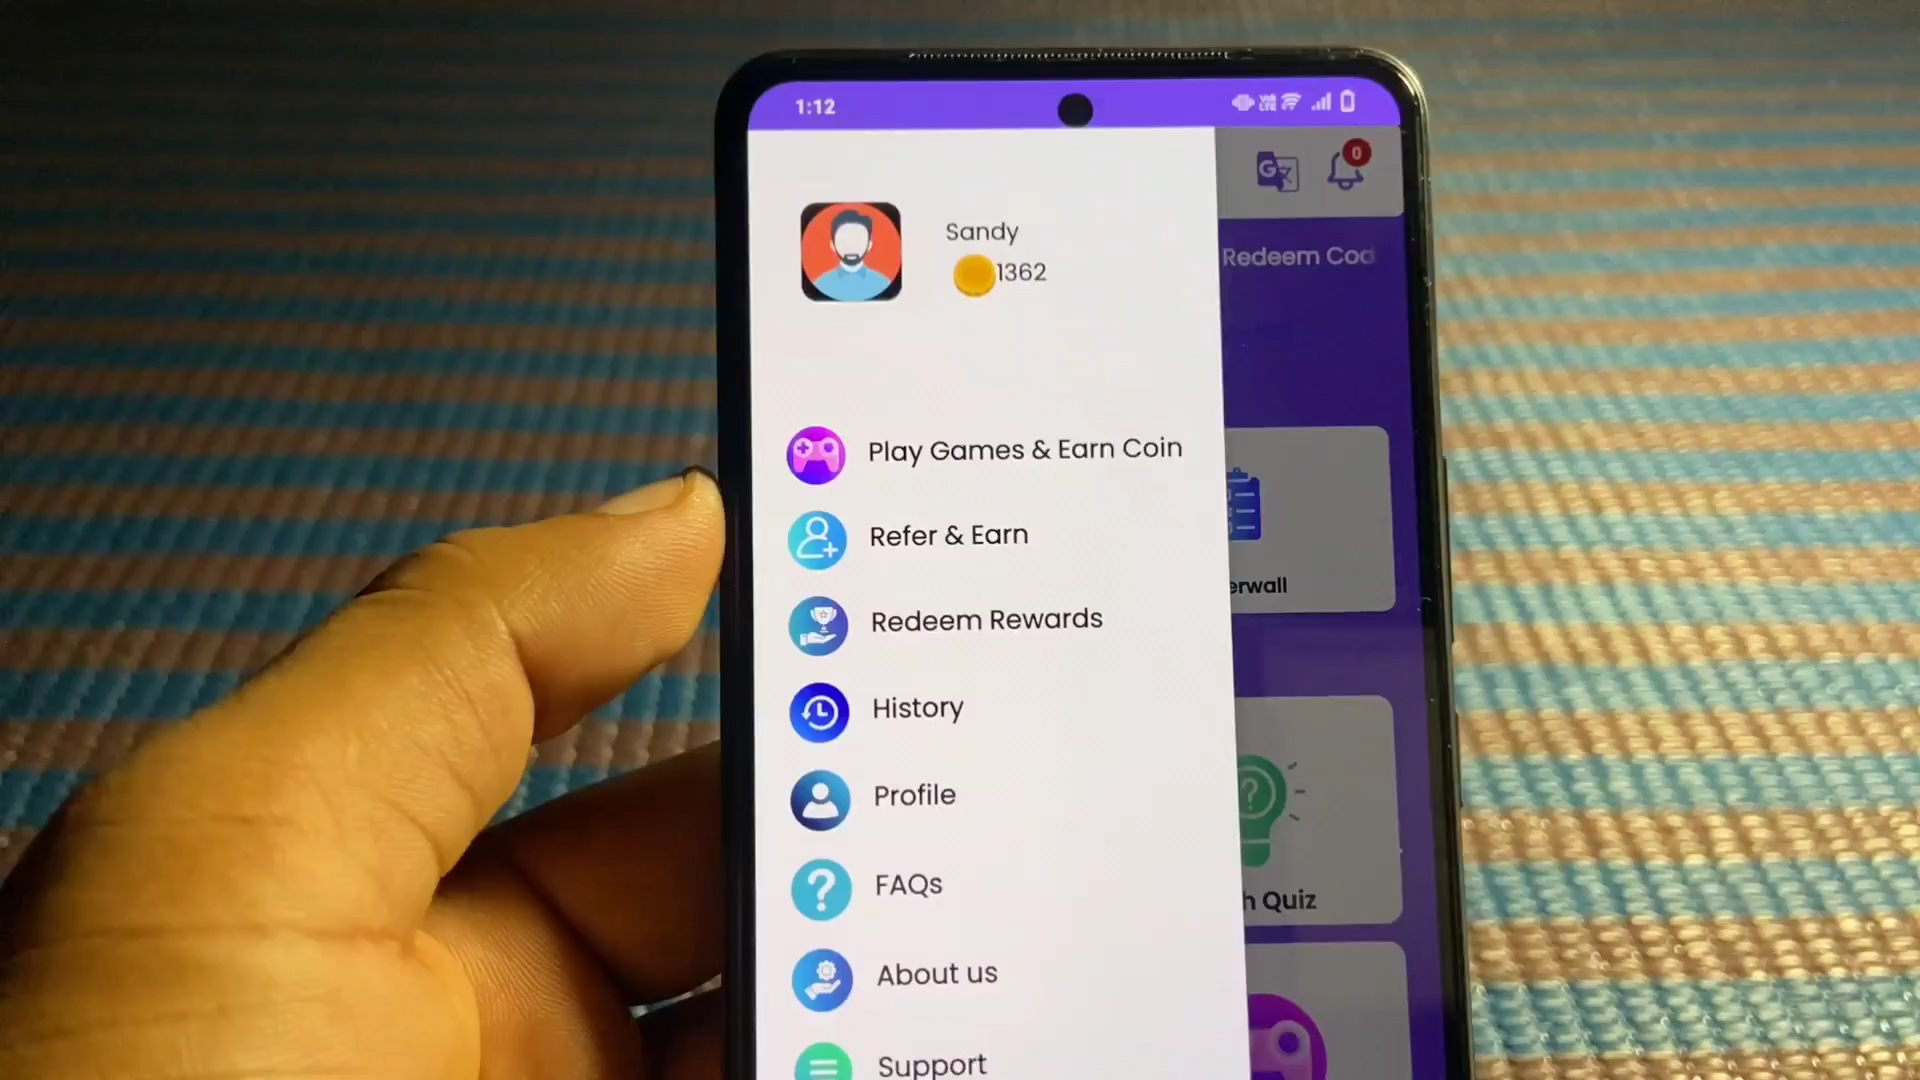 1:12
0
Sandy
1362
Redeem Cod
Play Games & Earn Coin
Refer & Earn
erwall
Redeem Rewards
History
Profile
h Quiz
FAQs
About us
Support